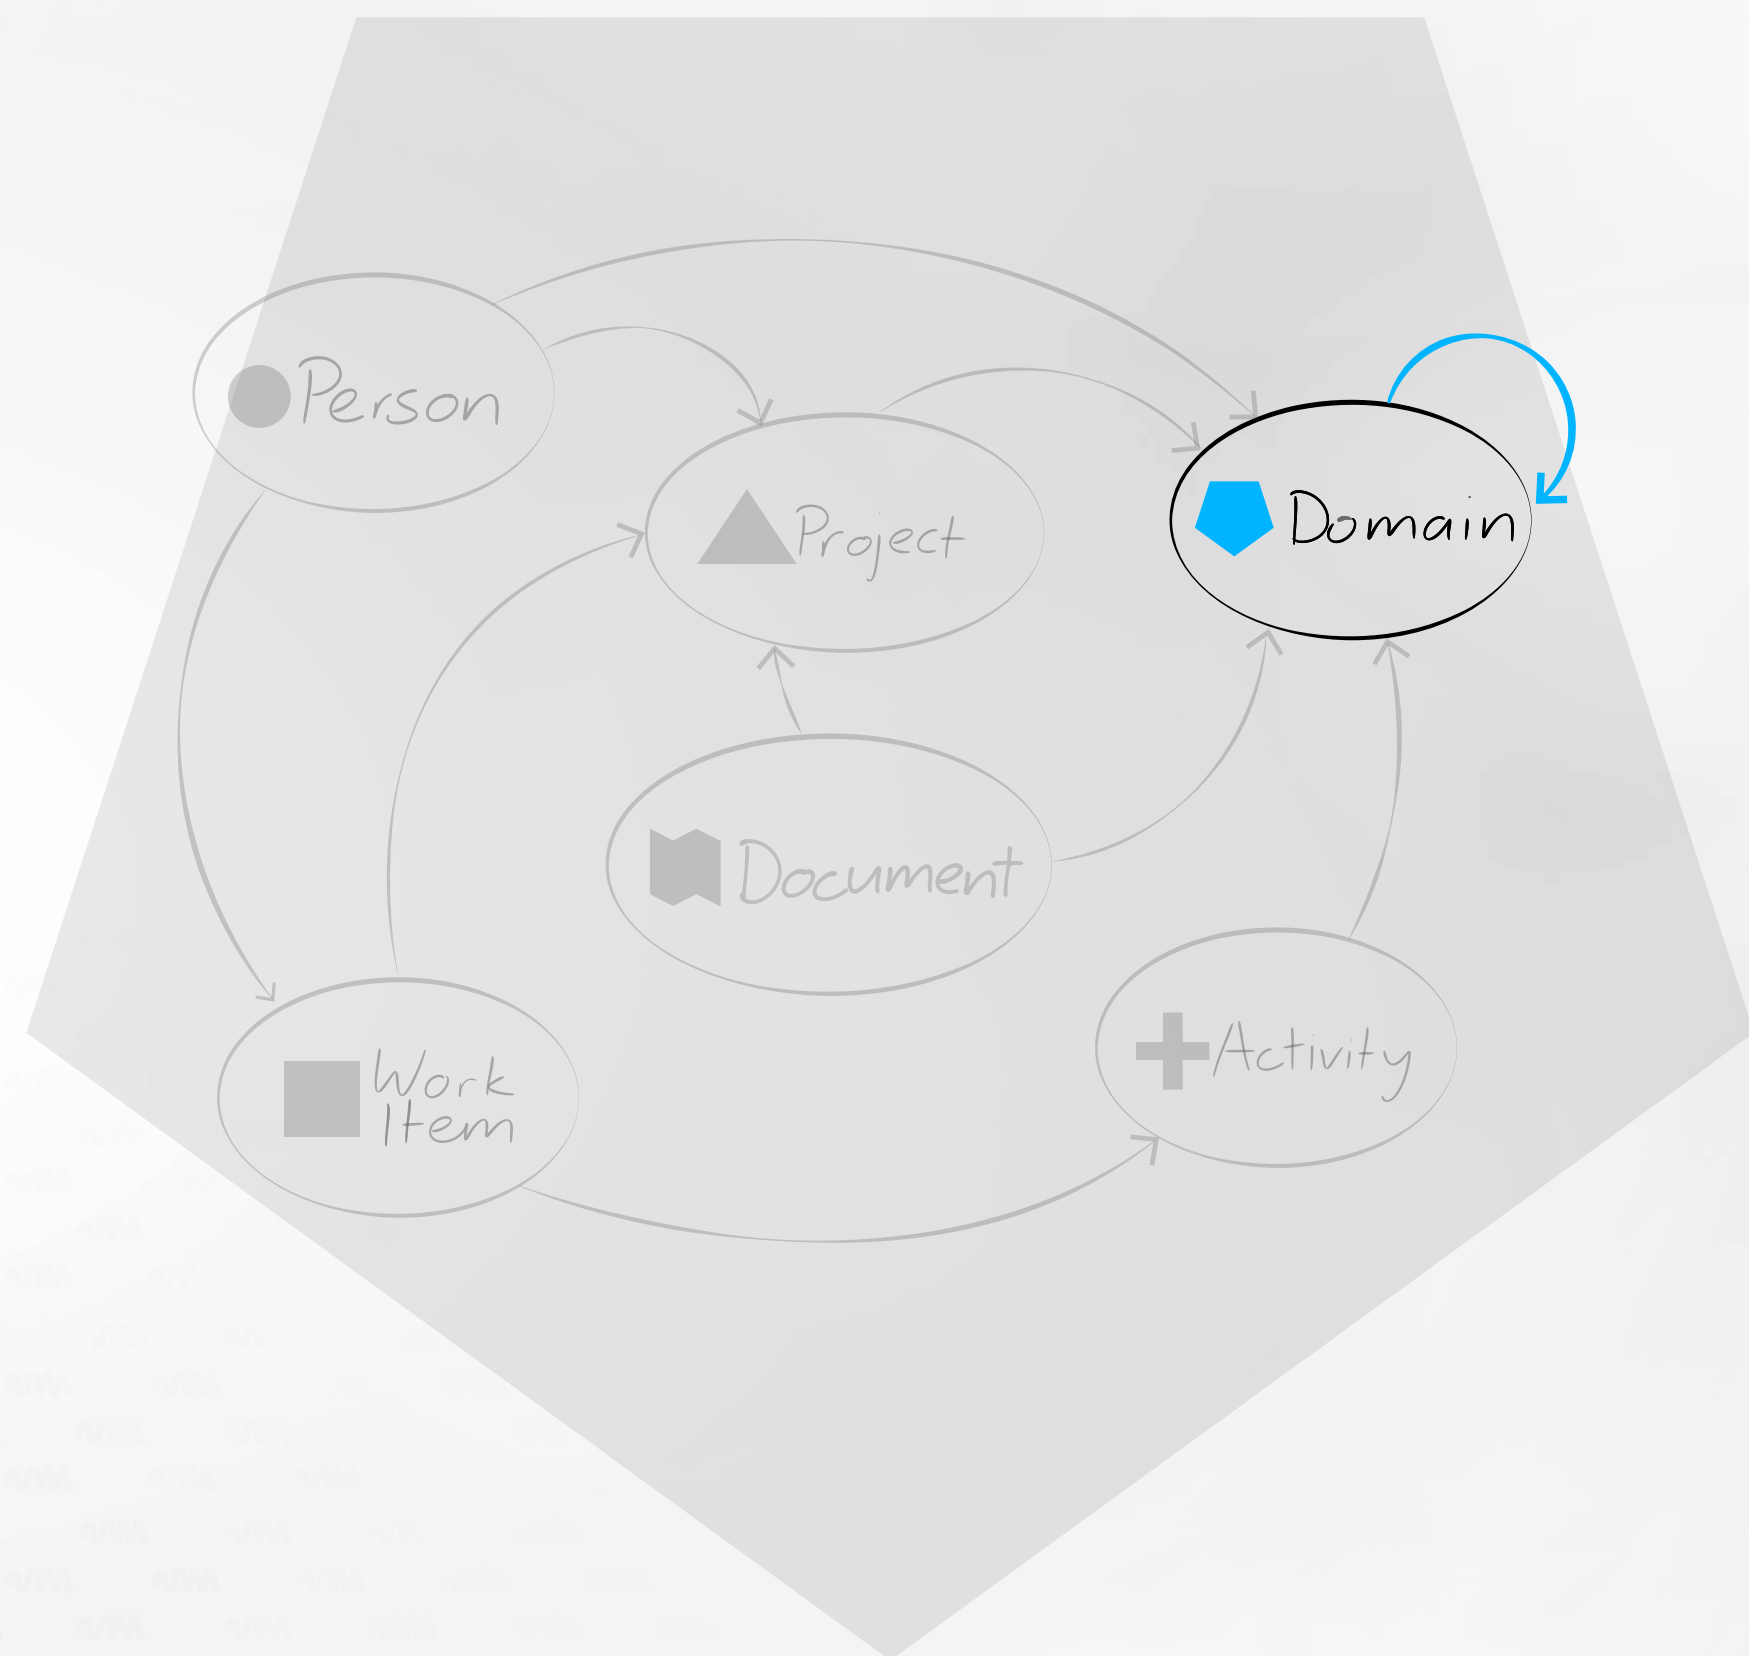 Person
Project
Domain
Document
Work
Item
Activity